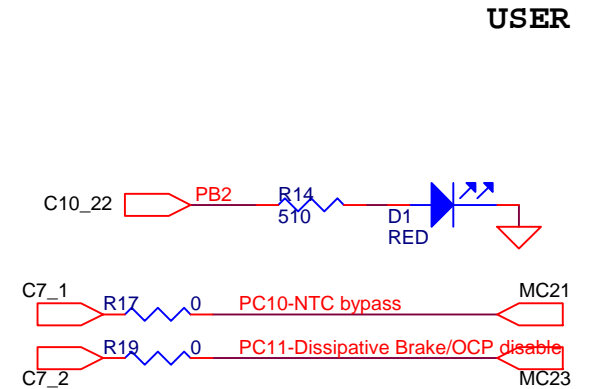 USER
C10_22 PB2 R14
510 D1
RED
C7_1 R17 0 PC10-NTC bypass MC21
R19 0 PC11-Dissipative Brake/OCP disable
C7_2 MC23